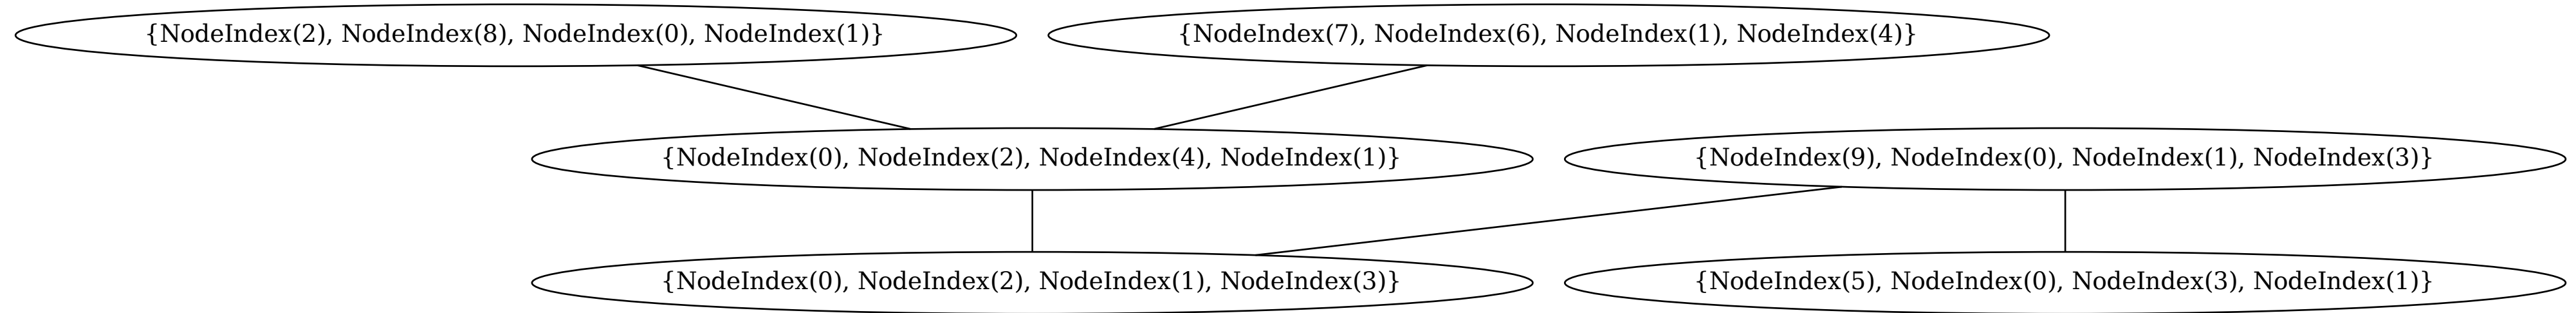 {NodeIndex(2), NodeIndex(8), NodeIndex(0), NodeIndex(1)}
{NodeIndex(7), NodeIndex(6), NodeIndex(1), NodeIndex(4)}
{NodeIndex(0), NodeIndex(2), NodeIndex(4), NodeIndex(1)}
{NodeIndex(9), NodeIndex(0), NodeIndex(1), NodeIndex(3)}
{NodeIndex(0), NodeIndex(2), NodeIndex(1), NodeIndex(3)}
{NodeIndex(5), NodeIndex(0), NodeIndex(3), NodeIndex(1)}